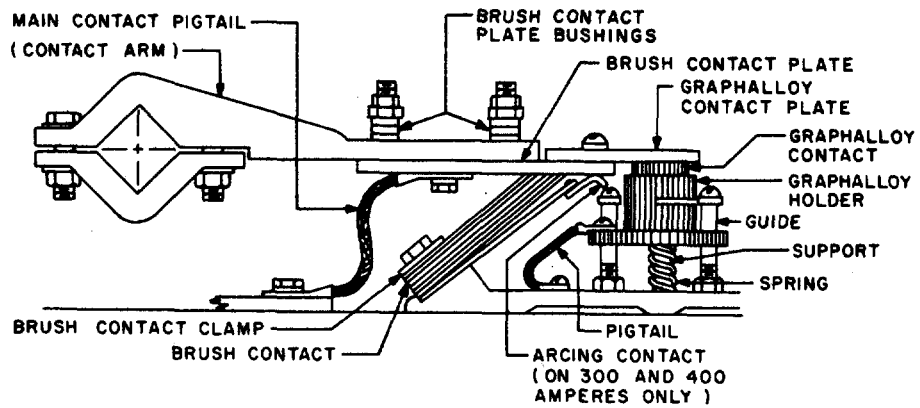 MAIN CONTACT PIGTAIL
(CONTACT ARM)
BRUSH CONTACT
PLATE BUSHINGS
BRUSH CONTACT PLATE
GRAPHALLOY
CONTACT PLATE
GRAPHALLOY
CONTACT
GRAPHALLOY
HOLDER
GUIDE
SUPPORT
SPRING
BRUSH CONTACT CLAMP
BRUSH CONTACT
PIGTAIL
ARCING CONTACT
(ON 300 AND 400
AMPERES ONLY)